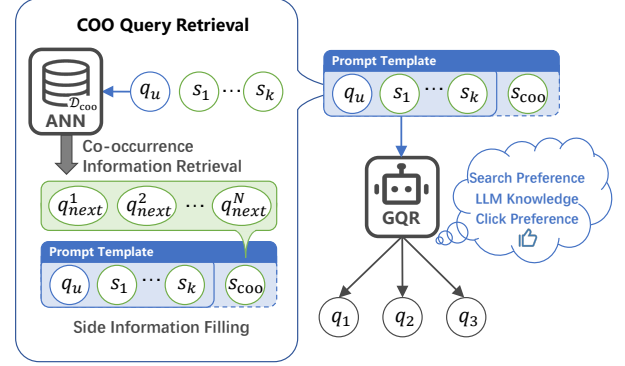 COO Query Retrieval
𝒟coo
ANN
q_u s_1 ⋯ s_k
Co-occurrence
Information Retrieval
q^1_next q^2_next ⋯ q^N_next
Prompt Template
q_u s_1 ⋯ s_k s_coo
Side Information Filling
Prompt Template
q_u s_1 ⋯ s_k s_coo
GQR
Search Preference
LLM Knowledge
Click Preference
q_1 q_2 q_3